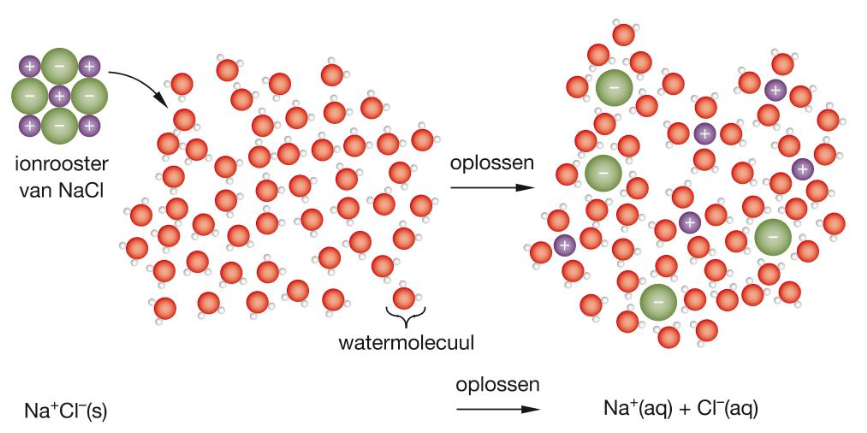 ionrooster
van NaCl
oplossen
watermolecuul
oplossen
Na⁺Cl⁻(s)
Na⁺(aq) + Cl⁻(aq)